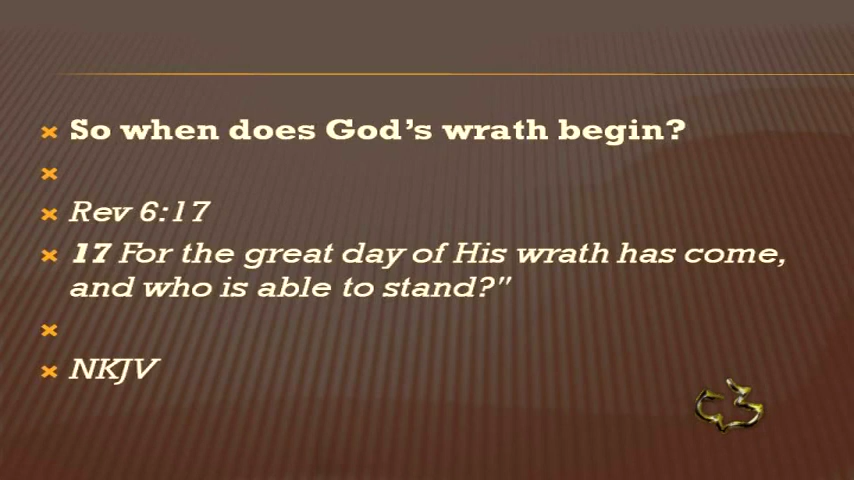 So when does God’s wrath begin?
Rev 6:17
17 For the great day of His wrath has come,
and who is able to stand?"
NKJV